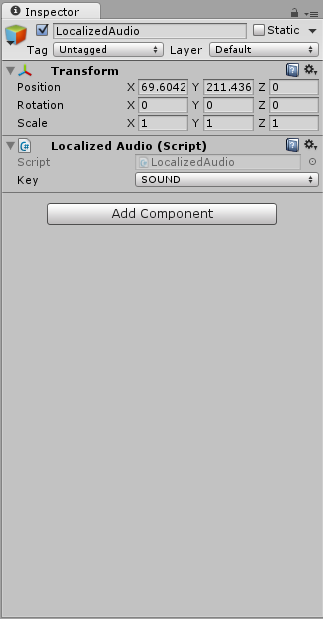 Inspector
LocalizedAudio Static
Tag Untagged Layer Default
Transform
Position X 69.6042 Y 211.436 Z 0
Rotation X 0 Y 0 Z 0
Scale X 1 Y 1 Z 1
Localized Audio (Script)
Script LocalizedAudio
Key SOUND
Add Component